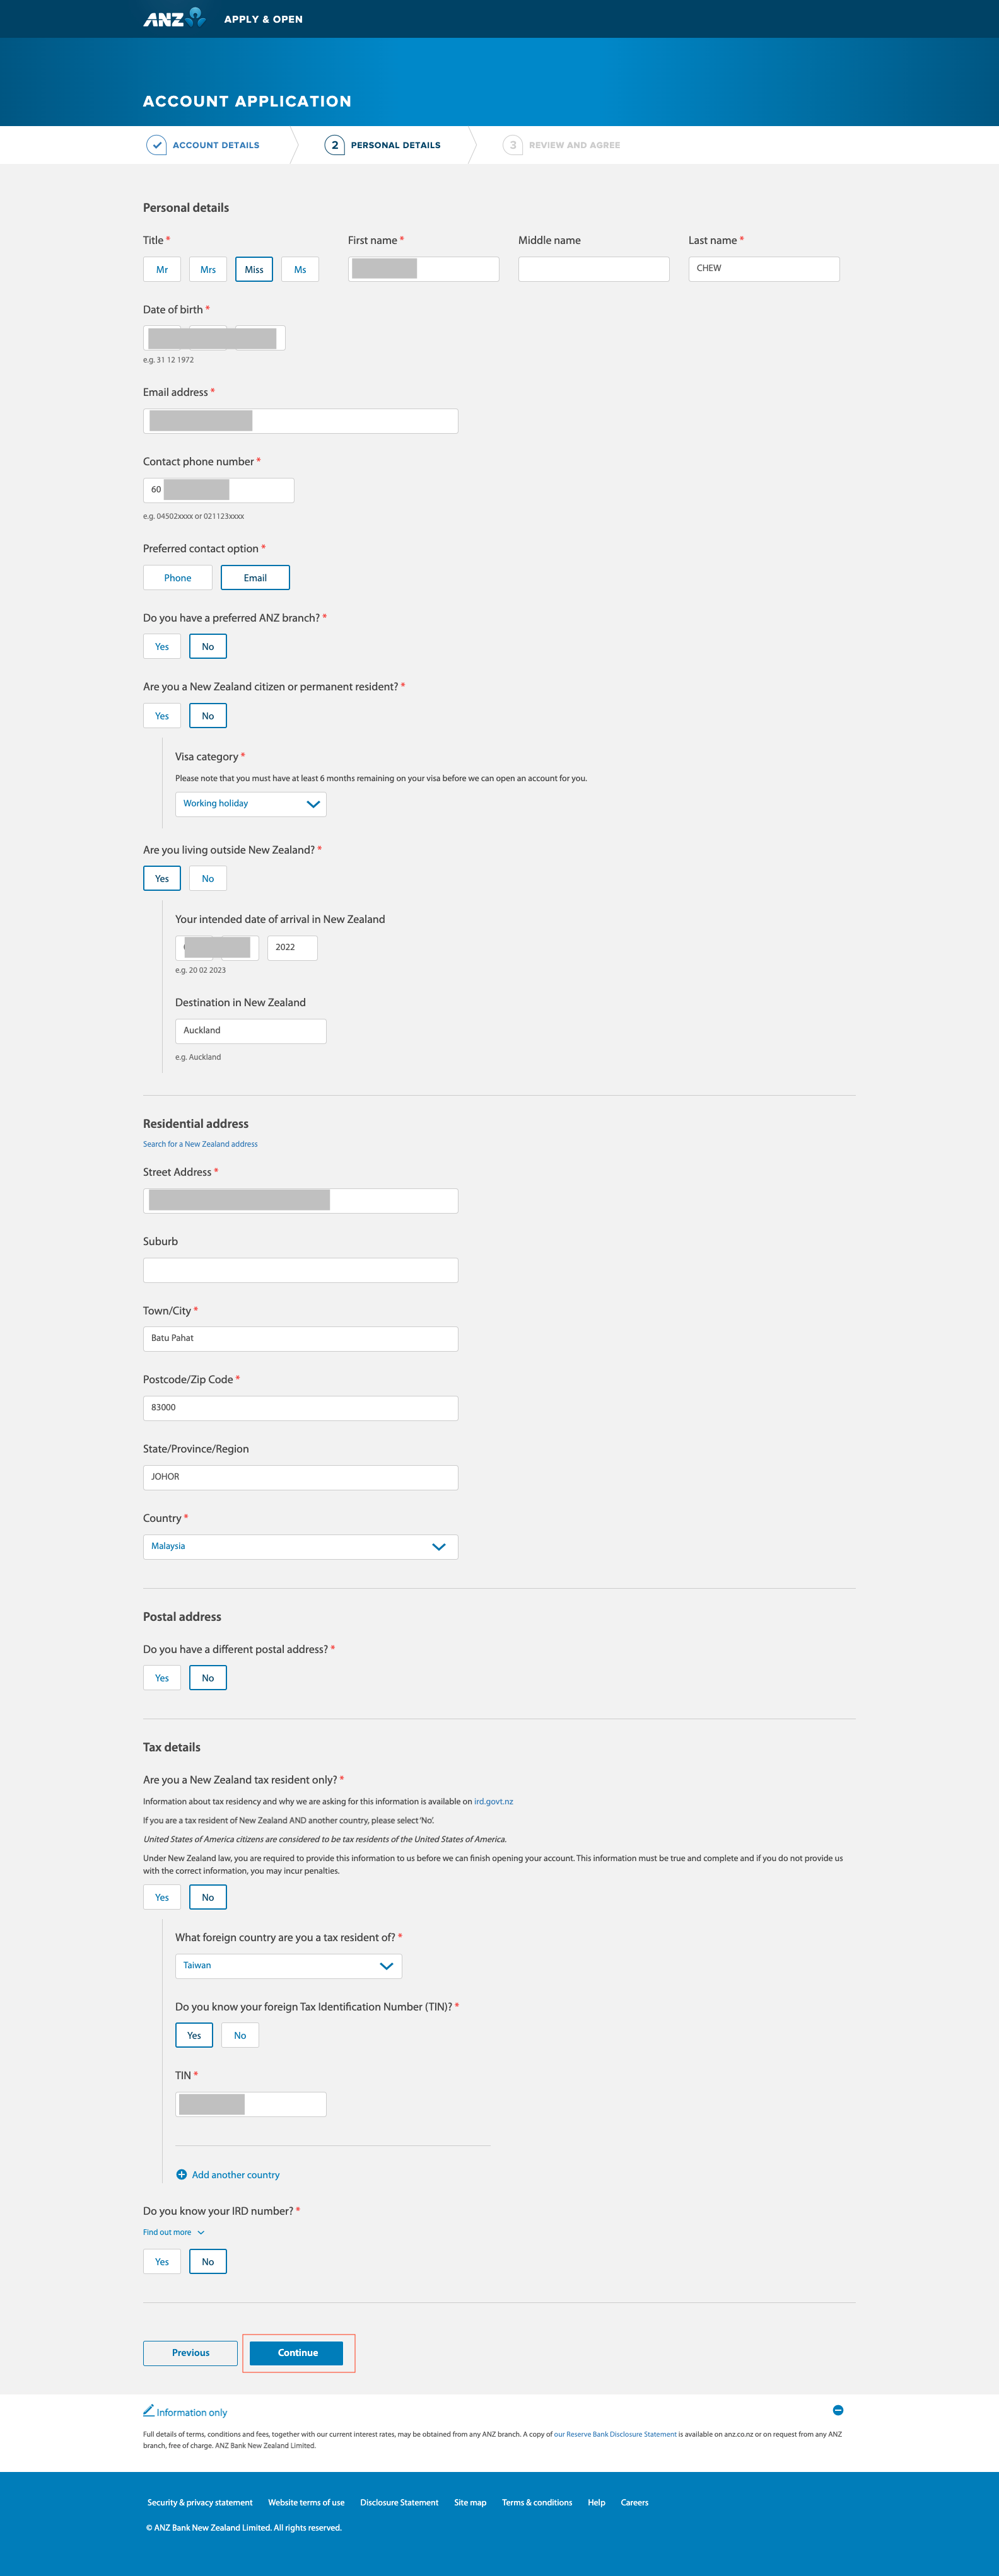 ANZ APPLY & OPEN
ACCOUNT APPLICATION
ACCOUNT DETAILS 2 PERSONAL DETAILS 3 REVIEW AND AGREE
Personal details
Title * First name * Middle name Last name *
Mr Mrs Miss Ms CHEW
Date of birth *
e.g. 31 12 1972
Email address *
Contact phone number *
60
e.g. 04502xxxx or 021123xxxx
Preferred contact option *
Phone Email
Do you have a preferred ANZ branch? *
Yes No
Are you a New Zealand citizen or permanent resident? *
Yes No
Visa category *
Please note that you must have at least 6 months remaining on your visa before we can open an account for you.
Working holiday
Are you living outside New Zealand? *
Yes No
Your intended date of arrival in New Zealand
2022
e.g. 20 02 2023
Destination in New Zealand
Auckland
e.g. Auckland
Residential address
Search for a New Zealand address
Street Address *
Suburb
Town/City *
Batu Pahat
Postcode/Zip Code *
83000
State/Province/Region
JOHOR
Country *
Malaysia
Postal address
Do you have a different postal address? *
Yes No
Tax details
Are you a New Zealand tax resident only? *
Information about tax residency and why we are asking for this information is available on ird.govt.nz
If you are a tax resident of New Zealand AND another country, please select 'No'.
United States of America citizens are considered to be tax residents of the United States of America.
Under New Zealand law, you are required to provide this information to us before we can finish opening your account. This information must be true and complete and if you do not provide us
with the correct information, you may incur penalties.
Yes No
What foreign country are you a tax resident of? *
Taiwan
Do you know your foreign Tax Identification Number (TIN)? *
Yes No
TIN *
Add another country
Do you know your IRD number? *
Find out more
Yes No
Previous Continue
Information only
Full details of terms, conditions and fees, together with our current interest rates, may be obtained from any ANZ branch. A copy of our Reserve Bank Disclosure Statement is available on anz.co.nz or on request from any ANZ
branch, free of charge. ANZ Bank New Zealand Limited.
Security & privacy statement Website terms of use Disclosure Statement Site map Terms & conditions Help Careers
© ANZ Bank New Zealand Limited. All rights reserved.